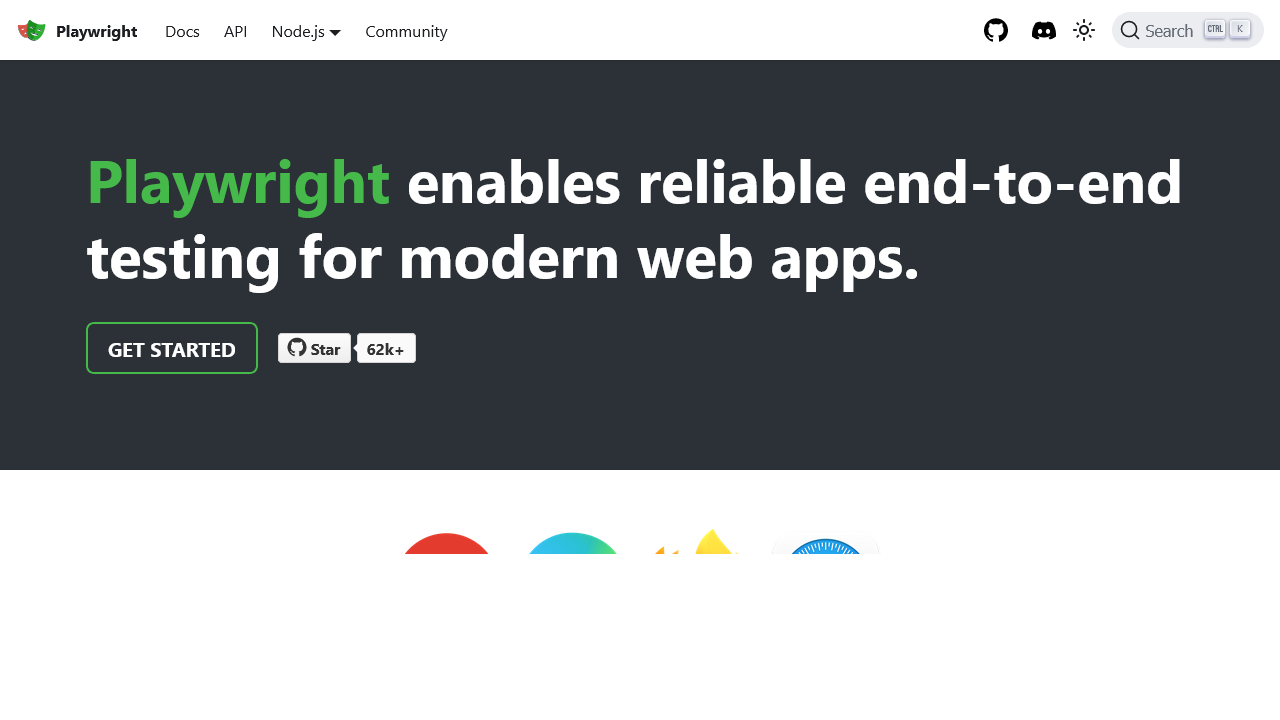 Playwright Docs API Node.js Community Search CTRL K
Playwright enables reliable end-to-end
testing for modern web apps.
GET STARTED Star 62k+